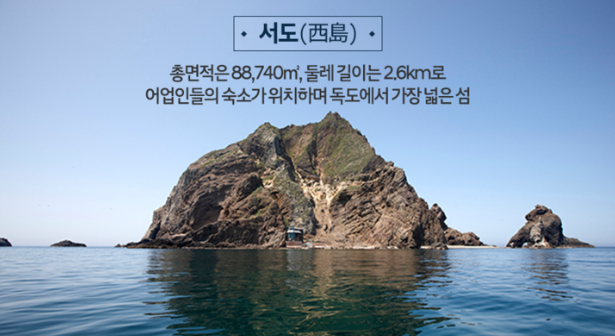 서도(西島)
총면적은 88,740㎡, 둘레 길이는 2.6km로
어업인들의 숙소가 위치하며 독도에서 가장 넓은 섬